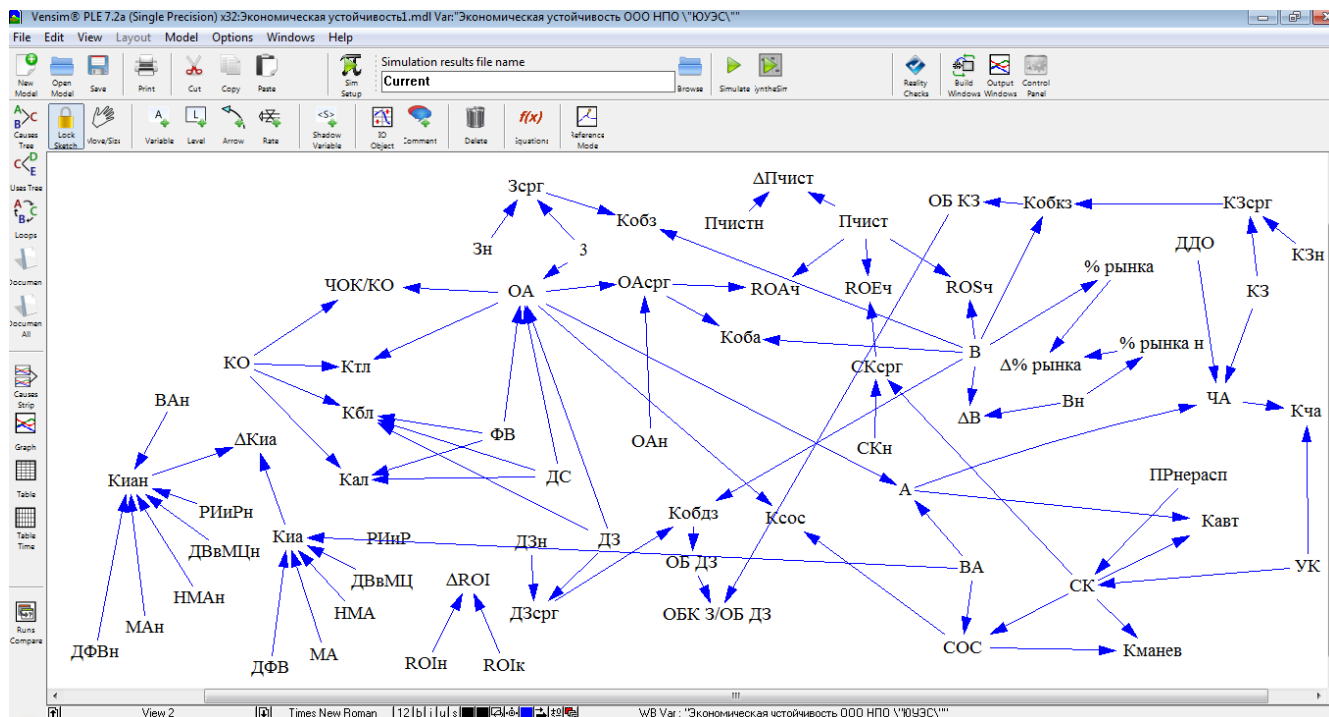 Vensim® PLE 7.2a (Single Precision) x32:Экономическая устойчивость1.mdl Var:"Экономическая устойчивость ООО НПО \"ЮУЭС\""
File Edit View Layout Model Options Windows Help
Simulation results file name
Current
New Model
Open Model
Save
Print
Cut
Copy
Paste
Sim Setup
Browse
Simulate
SyntheSim
Reality Checks
Build Windows
Output Windows
Control Panel
Causes Tree
Lock Sketch
Move/Size
Variable
Level
Arrow
Rate
Shadow Variable
IO Object
Comment
Delete
f(x)
Equations
Reference Mode
Uses Tree
Loops
Documen
Documen All
Causes Strip
Graph
Table
Table Time
Runs Compare
Зсрг
ΔПчист
ОБ КЗ
Кобкз
КЗсрг
Кобз
Пчистн
Пчист
Зн
З
ДДО
КЗн
ЧОК/КО
ОА
ОАсрг
ROAч
ROEч
ROSч
% рынка
КЗ
Коба
В
% рынка н
КО
Ктл
СКсрг
Δ% рынка
ВАн
Кбл
ФВ
ОАн
СКн
ΔВ
Вн
ЧА
Кча
ΔКиа
Киан
Кал
ДС
А
ПРнерасп
РИиРн
Кобдз
Ксос
Кавт
ДВвМЦн
Киа
РИиР
ДЗн
ДЗ
ОБ ДЗ
ВА
УК
НМАн
ДВвМЦ
ΔROI
СК
МАн
НМА
ДЗсрг
ОБК З/ОБ ДЗ
ДФВн
ДФВ
МА
ROIн
ROIк
СОС
Кманев
View 2
Times New Roman
12
b
i
u
s
WB Var : "Экономическая устойчивость ООО НПО \"ЮУЭС\""